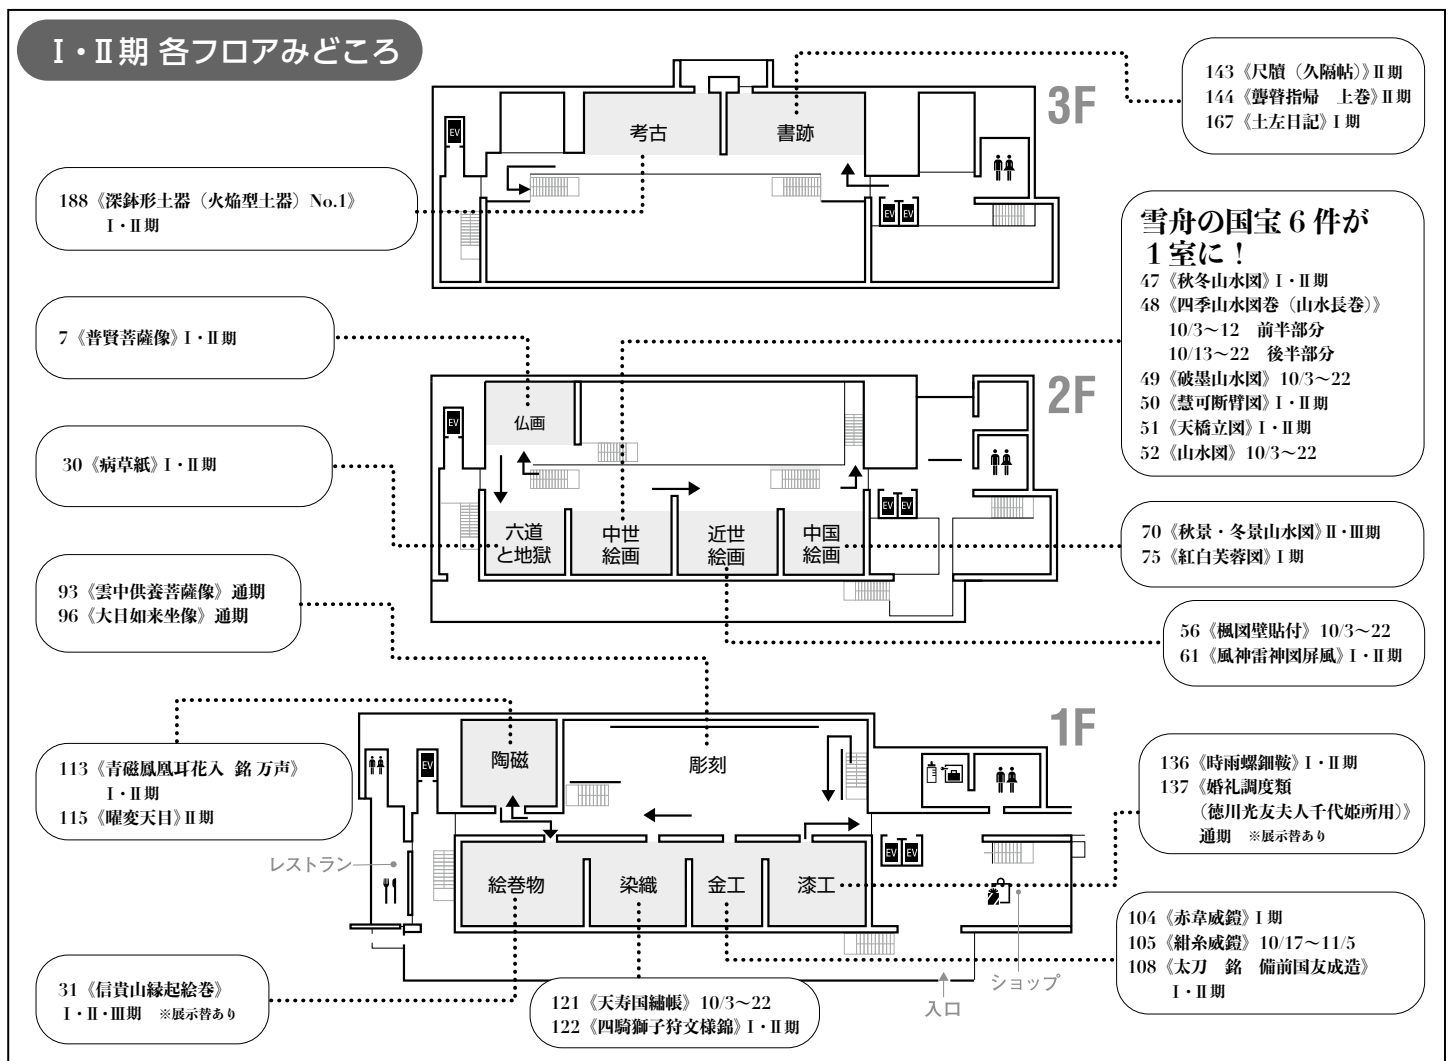 I・II期 各フロアみどころ
3F
考古
書跡
EV
EV
EV
143《尺牘（久隔帖）》II期
144《聾瞽指帰　上巻》II期
167《土左日記》I期
188《深鉢形土器（火焔型土器）No.1》
I・II期
2F
仏画
六道
と地獄
中世
絵画
近世
絵画
中国
絵画
EV
EV
EV
7《普賢菩薩像》I・II期
30《病草紙》I・II期
雪舟の国宝6件が
1室に！
47《秋冬山水図》I・II期
48《四季山水図巻（山水長巻）》
10/3〜12　前半部分
10/13〜22　後半部分
49《破墨山水図》10/3〜22
50《慧可断臂図》I・II期
51《天橋立図》I・II期
52《山水図》10/3〜22
70《秋景・冬景山水図》II・III期
75《紅白芙蓉図》I期
56《楓図壁貼付》10/3〜22
61《風神雷神図屏風》I・II期
93《雲中供養菩薩像》通期
96《大日如来坐像》通期
1F
陶磁
彫刻
絵巻物
染織
金工
漆工
EV
EV
EV
レストラン
ショップ
入口
113《青磁鳳凰耳花入 銘 万声》
I・II期
115《曜変天目》II期
136《時雨螺鈿鞍》I・II期
137《婚礼調度類
（徳川光友夫人千代姫所用）》
通期　※展示替あり
104《赤韋威鎧》I期
105《紺糸威鎧》10/17〜11/5
108《太刀　銘　備前国友成造》
I・II期
31《信貴山縁起絵巻》
I・II・III期　※展示替あり
121《天寿国繡帳》10/3〜22
122《四騎獅子狩文様錦》I・II期